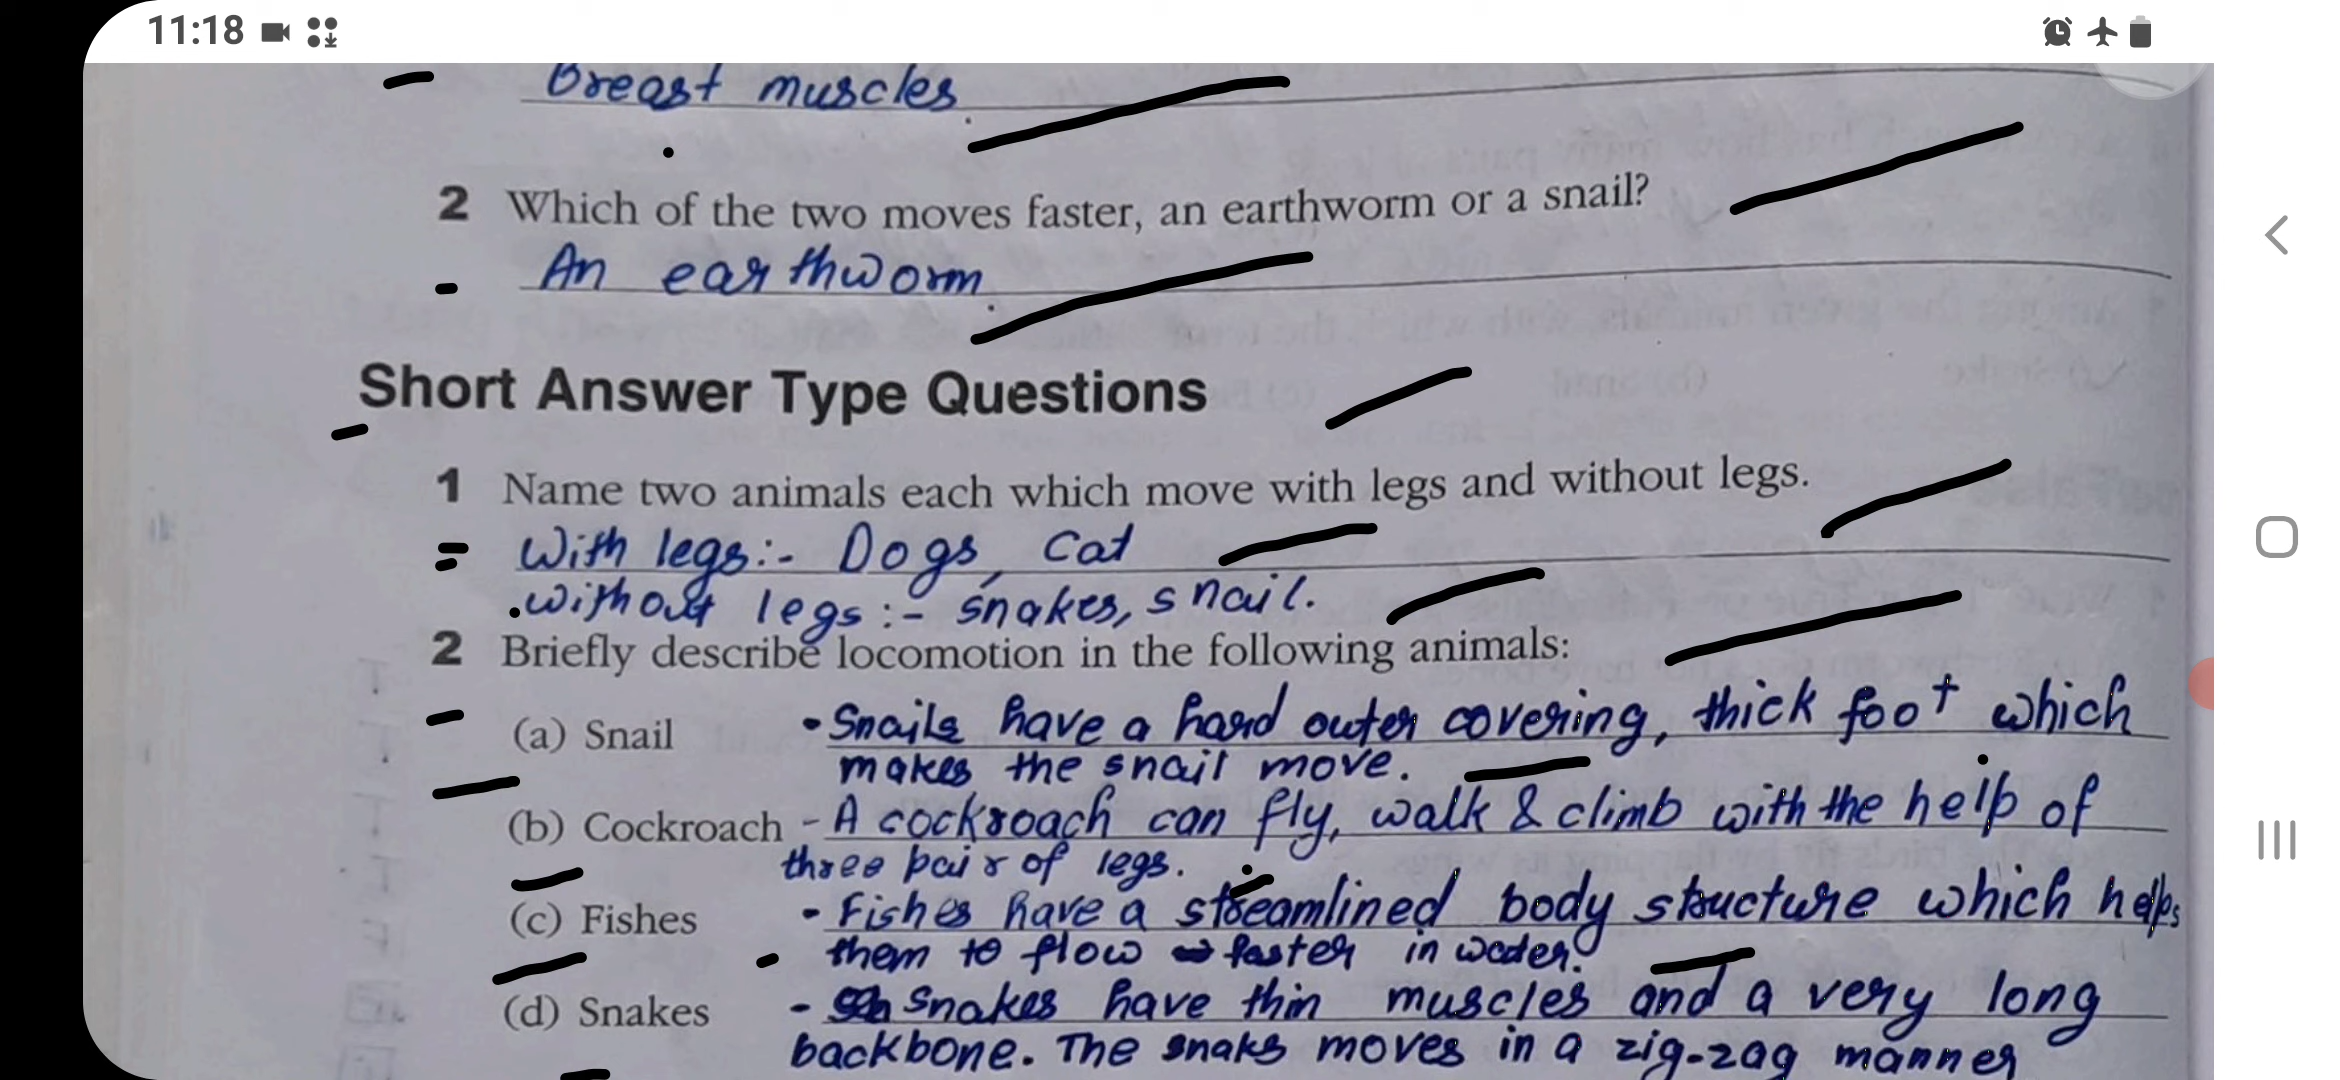 11:18
Breast muscles.
2 Which of the two moves faster, an earthworm or a snail?
An earthworm.
Short Answer Type Questions
1 Name two animals each which move with legs and without legs.
With legs:- Dogs, Cat
without legs:- snakes, snail.
2 Briefly describe locomotion in the following animals:
(a) Snail • Snails have a hard outer covering, thick foot which
makes the snail move.
(b) Cockroach - A cockroach can fly, walk & climb with the help of
three pair of legs.
(c) Fishes - Fishes have a streamlined body structure which helps
them to flow faster in water.
(d) Snakes - Snakes have thin muscles and a very long
backbone. The snake moves in a zig-zag manner